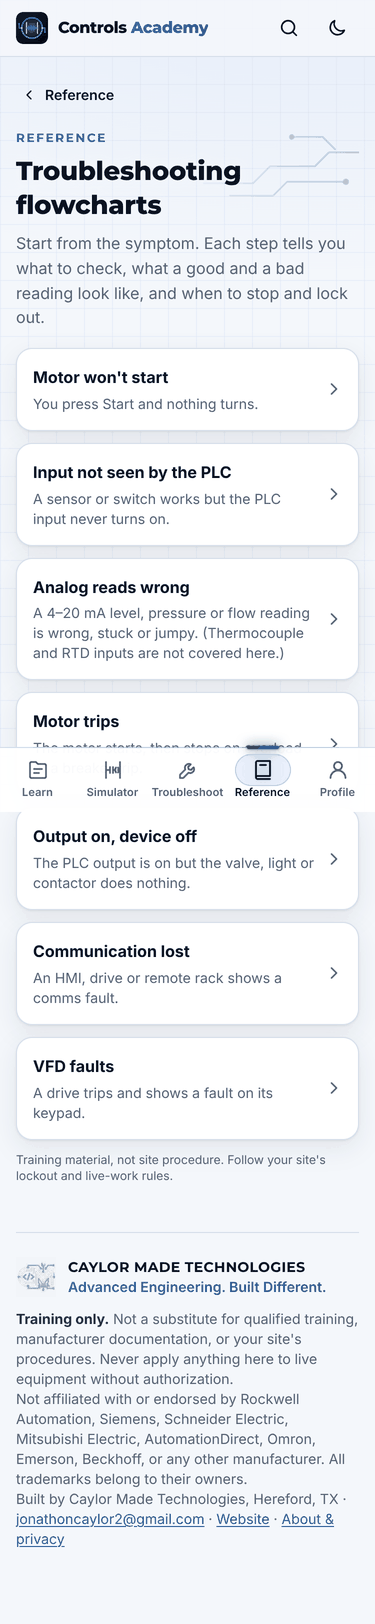 Controls Academy
Reference
REFERENCE
Troubleshooting
flowcharts
Start from the symptom. Each step tells you
what to check, what a good and a bad
reading look like, and when to stop and lock
out.
Motor won't start
You press Start and nothing turns.
Input not seen by the PLC
A sensor or switch works but the PLC
input never turns on.
Analog reads wrong
A 4–20 mA level, pressure or flow reading
is wrong, stuck or jumpy. (Thermocouple
and RTD inputs are not covered here.)
Motor trips
The motor starts, then stops on
Learn
Simulator
Troubleshoot
Reference
Profile
Output on, device off
The PLC output is on but the valve, light or
contactor does nothing.
Communication lost
An HMI, drive or remote rack shows a
comms fault.
VFD faults
A drive trips and shows a fault on its
keypad.
Training material, not site procedure. Follow your site's
lockout and live-work rules.
CAYLOR MADE TECHNOLOGIES
Advanced Engineering. Built Different.
Training only. Not a substitute for qualified training,
manufacturer documentation, or your site's
procedures. Never apply anything here to live
equipment without authorization.
Not affiliated with or endorsed by Rockwell
Automation, Siemens, Schneider Electric,
Mitsubishi Electric, AutomationDirect, Omron,
Emerson, Beckhoff, or any other manufacturer. All
trademarks belong to their owners.
Built by Caylor Made Technologies, Hereford, TX ·
jonathoncaylor2@gmail.com · Website · About &
privacy